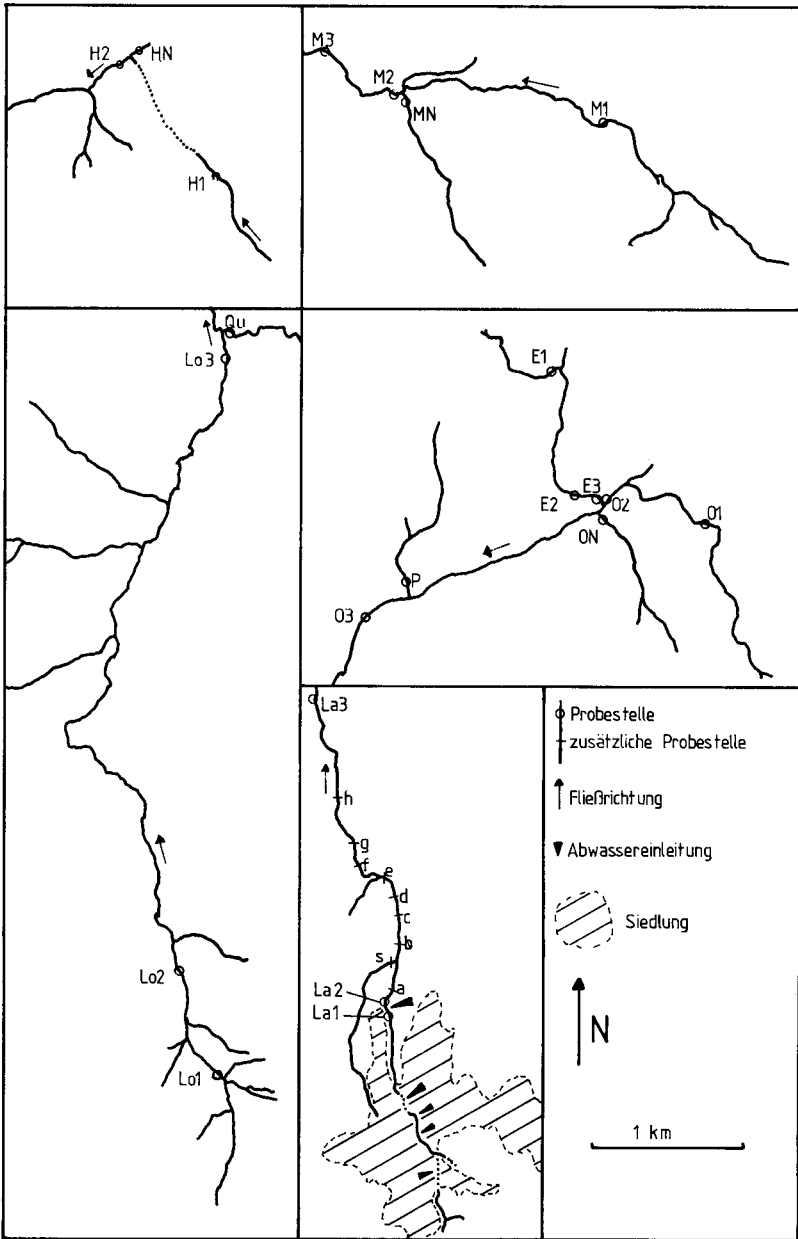 H2
HN
H1
M3
M2
MN
M1
Qu
Lo3
Lo2
Lo1
E1
E3
E2
O2
O1
ON
P
O3
La3
h
g
f
e
d
c
b
s
a
La2
La1
Probestelle
zusätzliche Probestelle
Fließrichtung
Abwassereinleitung
Siedlung
N
1 km